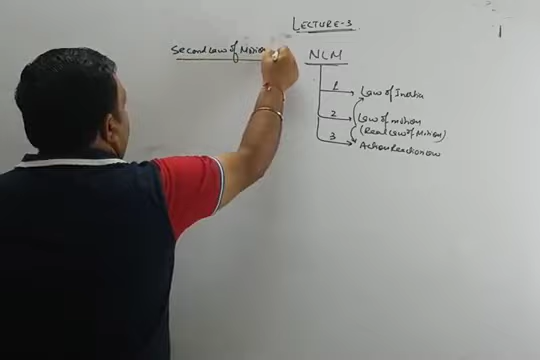 LECTURE-3
Second Law of Motion
NLM
1
Law of Inertia
2
Law of motion
(Real Law of Motion)
3
Action Reaction Law